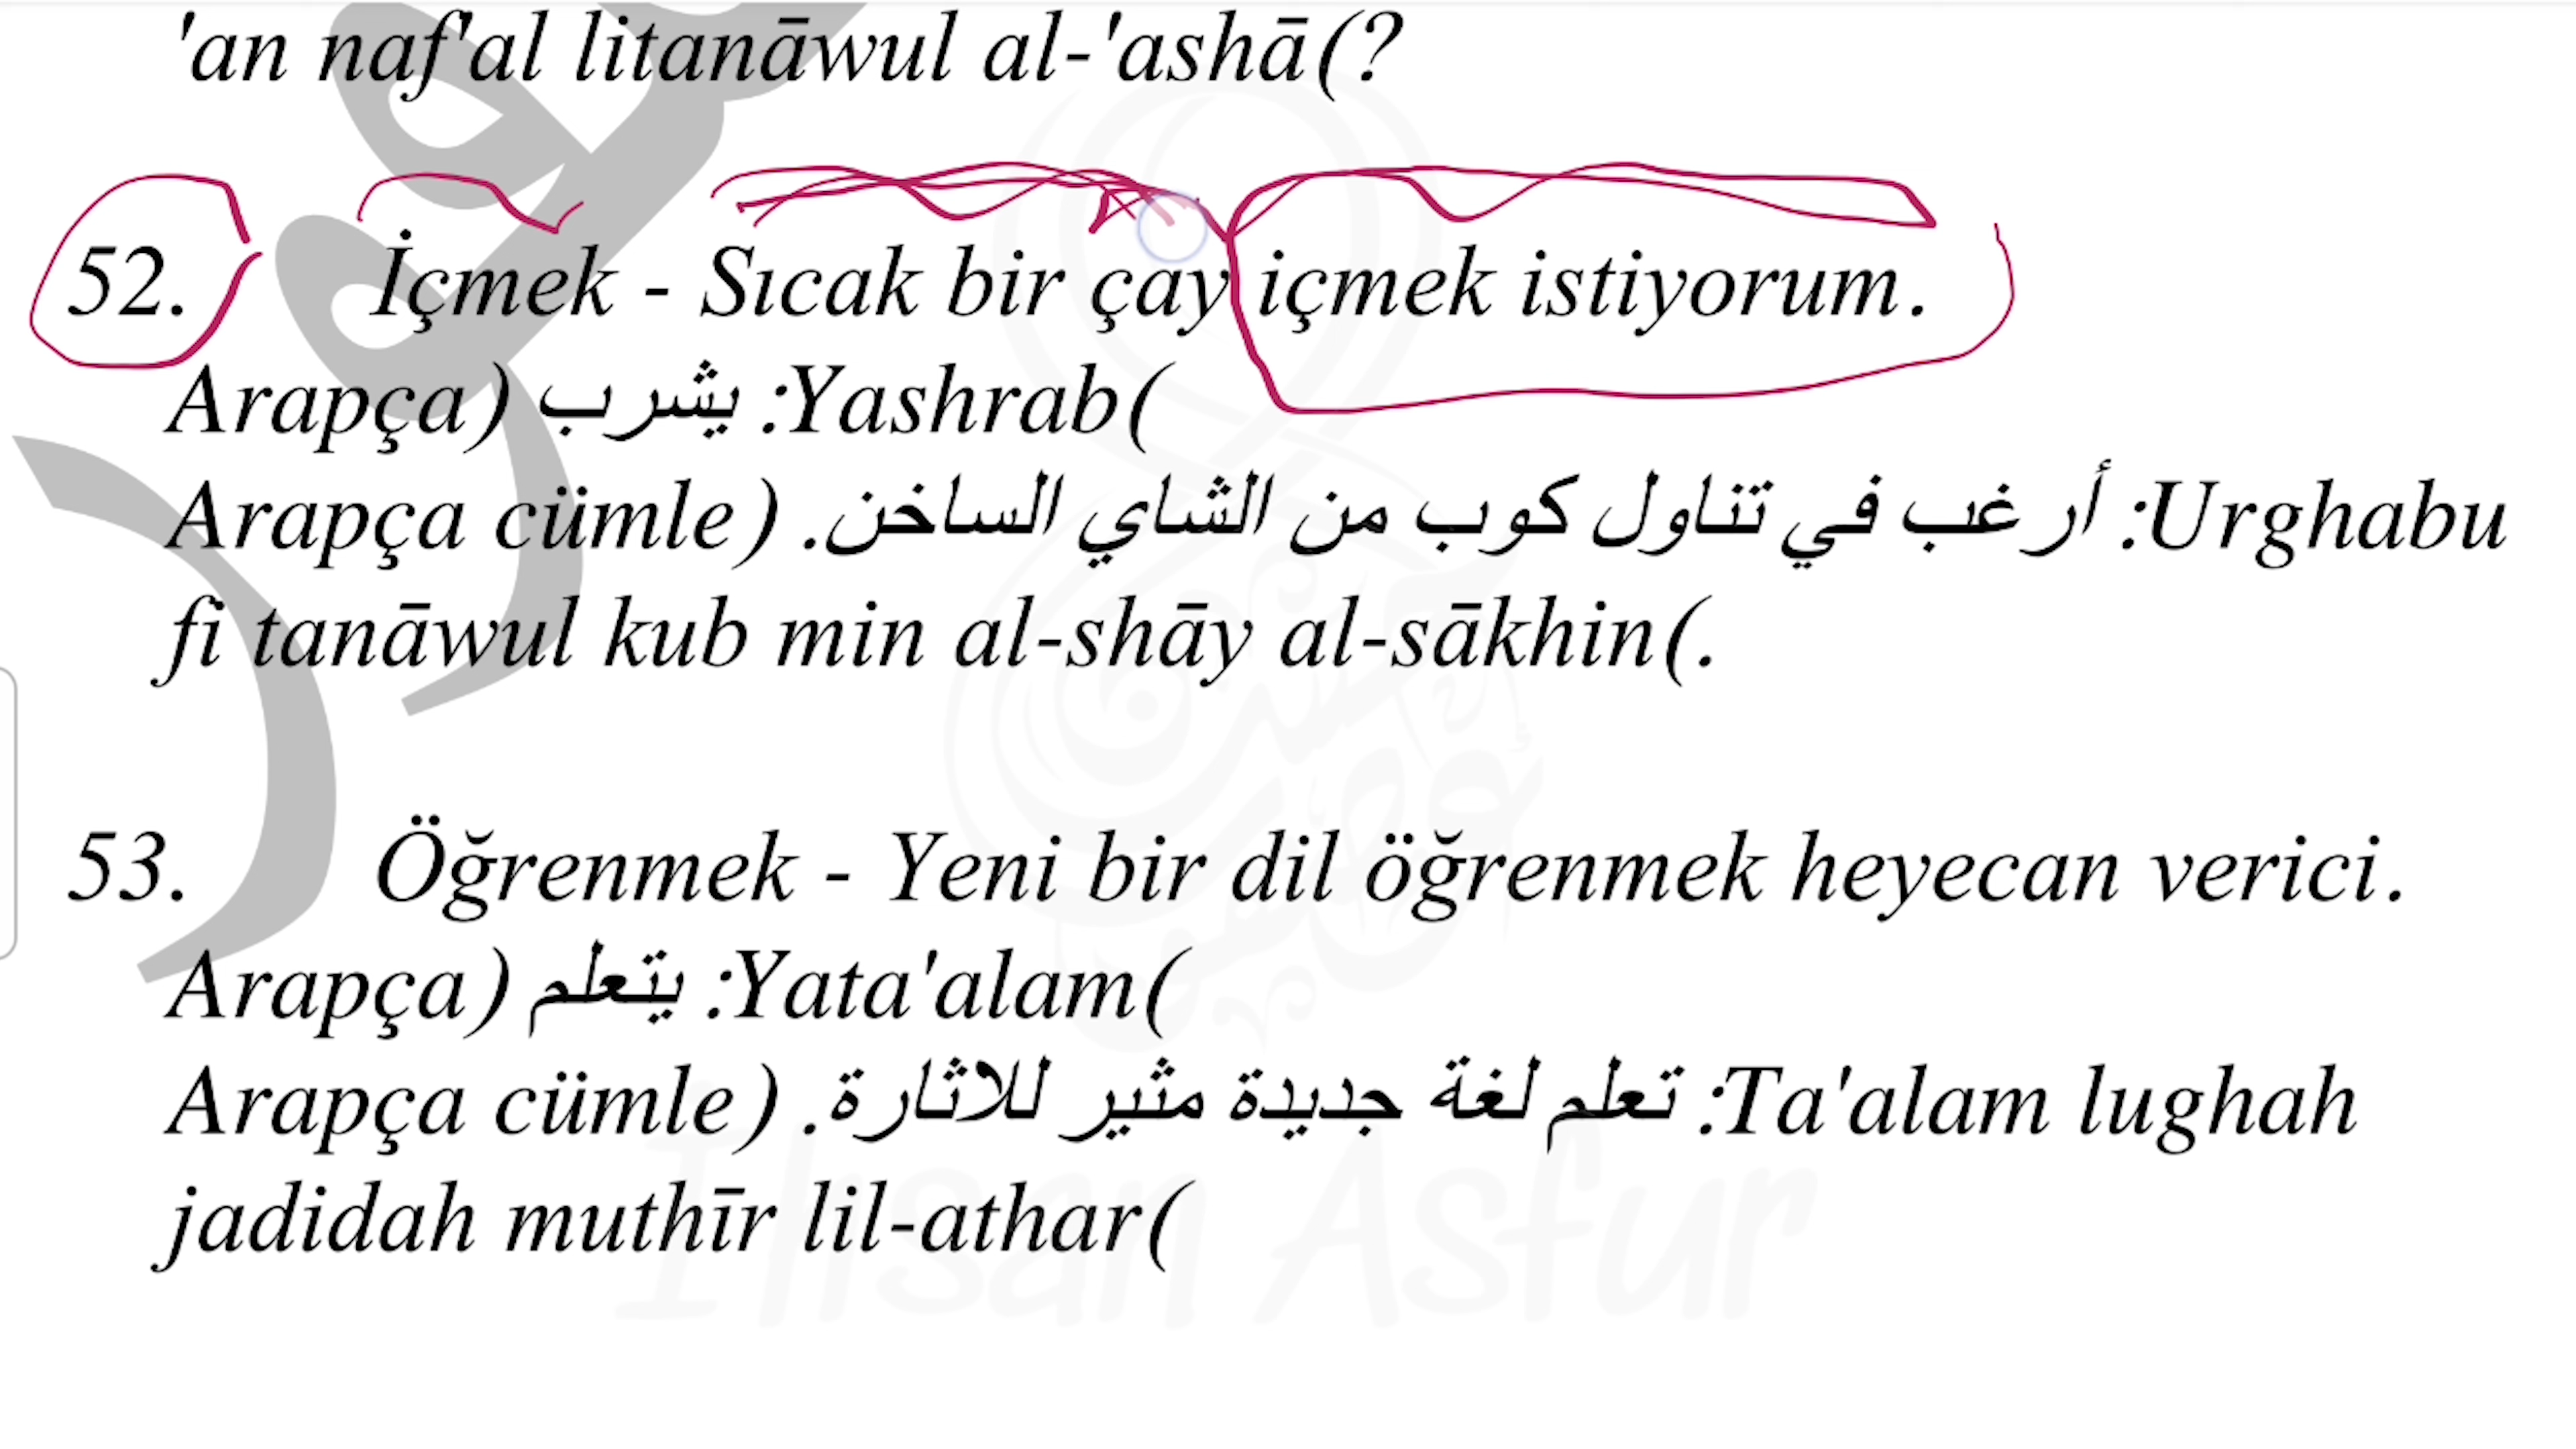 'an naf'al litanāwul al-'ashā(?
52. İçmek - Sıcak bir çay içmek istiyorum.
Arapça) يشرب :Yashrab(
Arapça cümle) .أرغب في تناول كوب من الشاي الساخن :Urghabu
fi tanāwul kub min al-shāy al-sākhin(.
53. Öğrenmek - Yeni bir dil öğrenmek heyecan verici.
Arapça) يتعلم :Yata'alam(
Arapça cümle) .تعلم لغة جديدة مثير للاثارة :Ta'alam lughah
jadidah muthīr lil-athar(
Ihsan Asfur